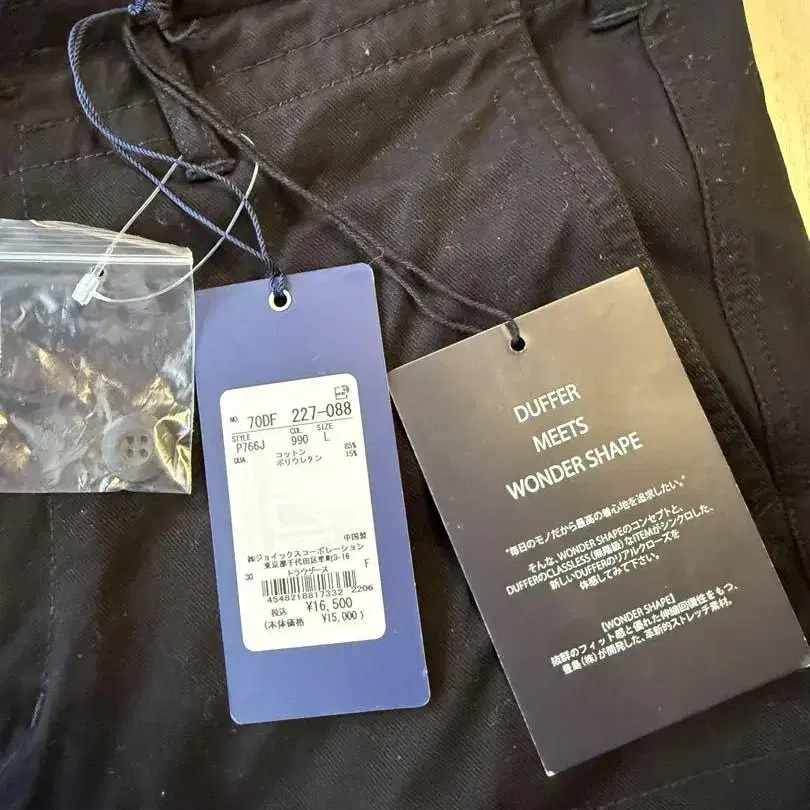 NO. 70DF 227-088
STYLE COL SIZE
P766J 990 L
QUA. コットン 85%
ポリウレタン 15%
中国製
㈱ジョイックスコーポレーション
東京都千代田区隼町3-16
30 トラウザース F
4548218817332 2206
税込 ¥16,500
(本体価格 ¥15,000)
DUFFER
MEETS
WONDER SHAPE
"毎日のモノだから最高の着心地を追求したい。"
そんな、WONDER SHAPEのコンセプトと、
DUFFERのCLASSLESS(無階級)なITEMがシンクロした、
新しいDUFFERのリアルクローズを
体感してみて下さい。
【WONDER SHAPE】
抜群のフィット感と優れた伸縮回復性をもつ、
豊島(株)が開発した、革新的ストレッチ素材。